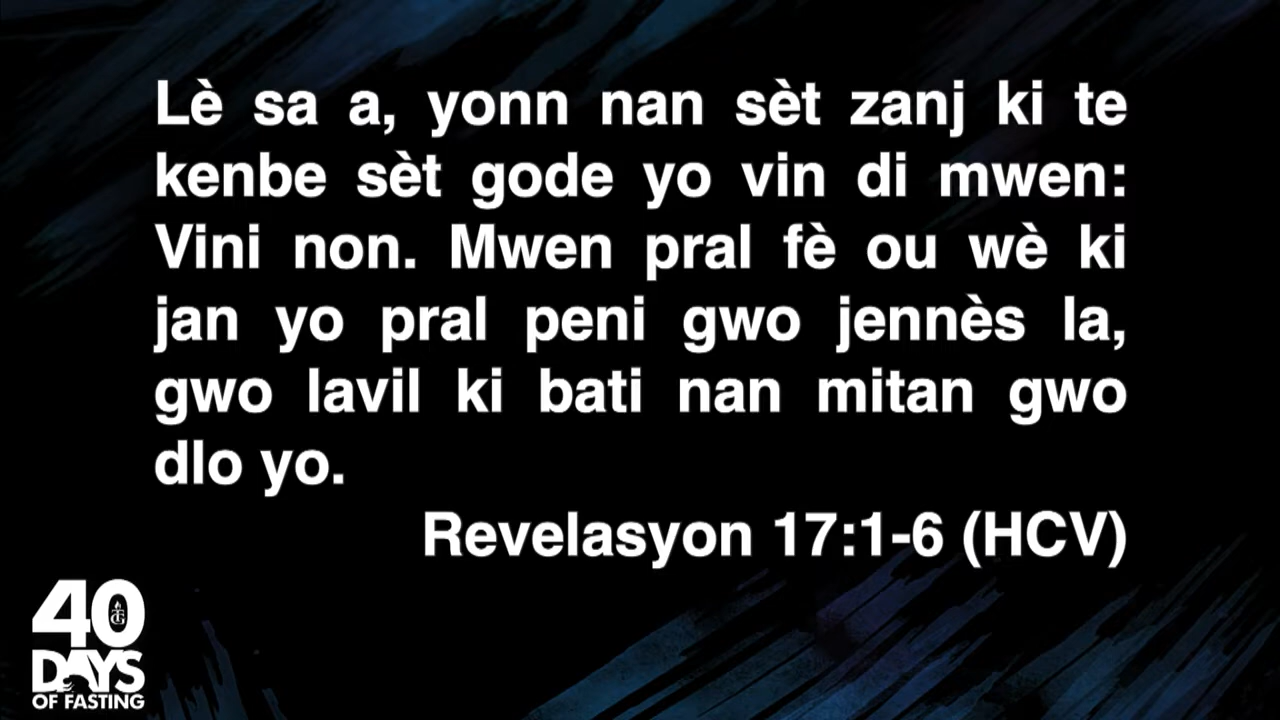 Lè sa a, yonn nan sèt zanj ki te
kenbe sèt gode yo vin di mwen:
Vini non. Mwen pral fè ou wè ki
jan yo pral peni gwo jennès la,
gwo lavil ki bati nan mitan gwo
dlo yo.
Revelasyon 17:1-6 (HCV)
40
DAYS
OF FASTING